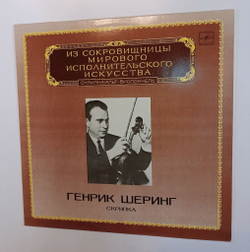 ИЗ СОКРОВИЩНИЦЫ
МИРОВОГО
ИСПОЛНИТЕЛЬСКОГО
ИСКУССТВА
ГЕНРИК ШЕРИНГ
СКРИПКА